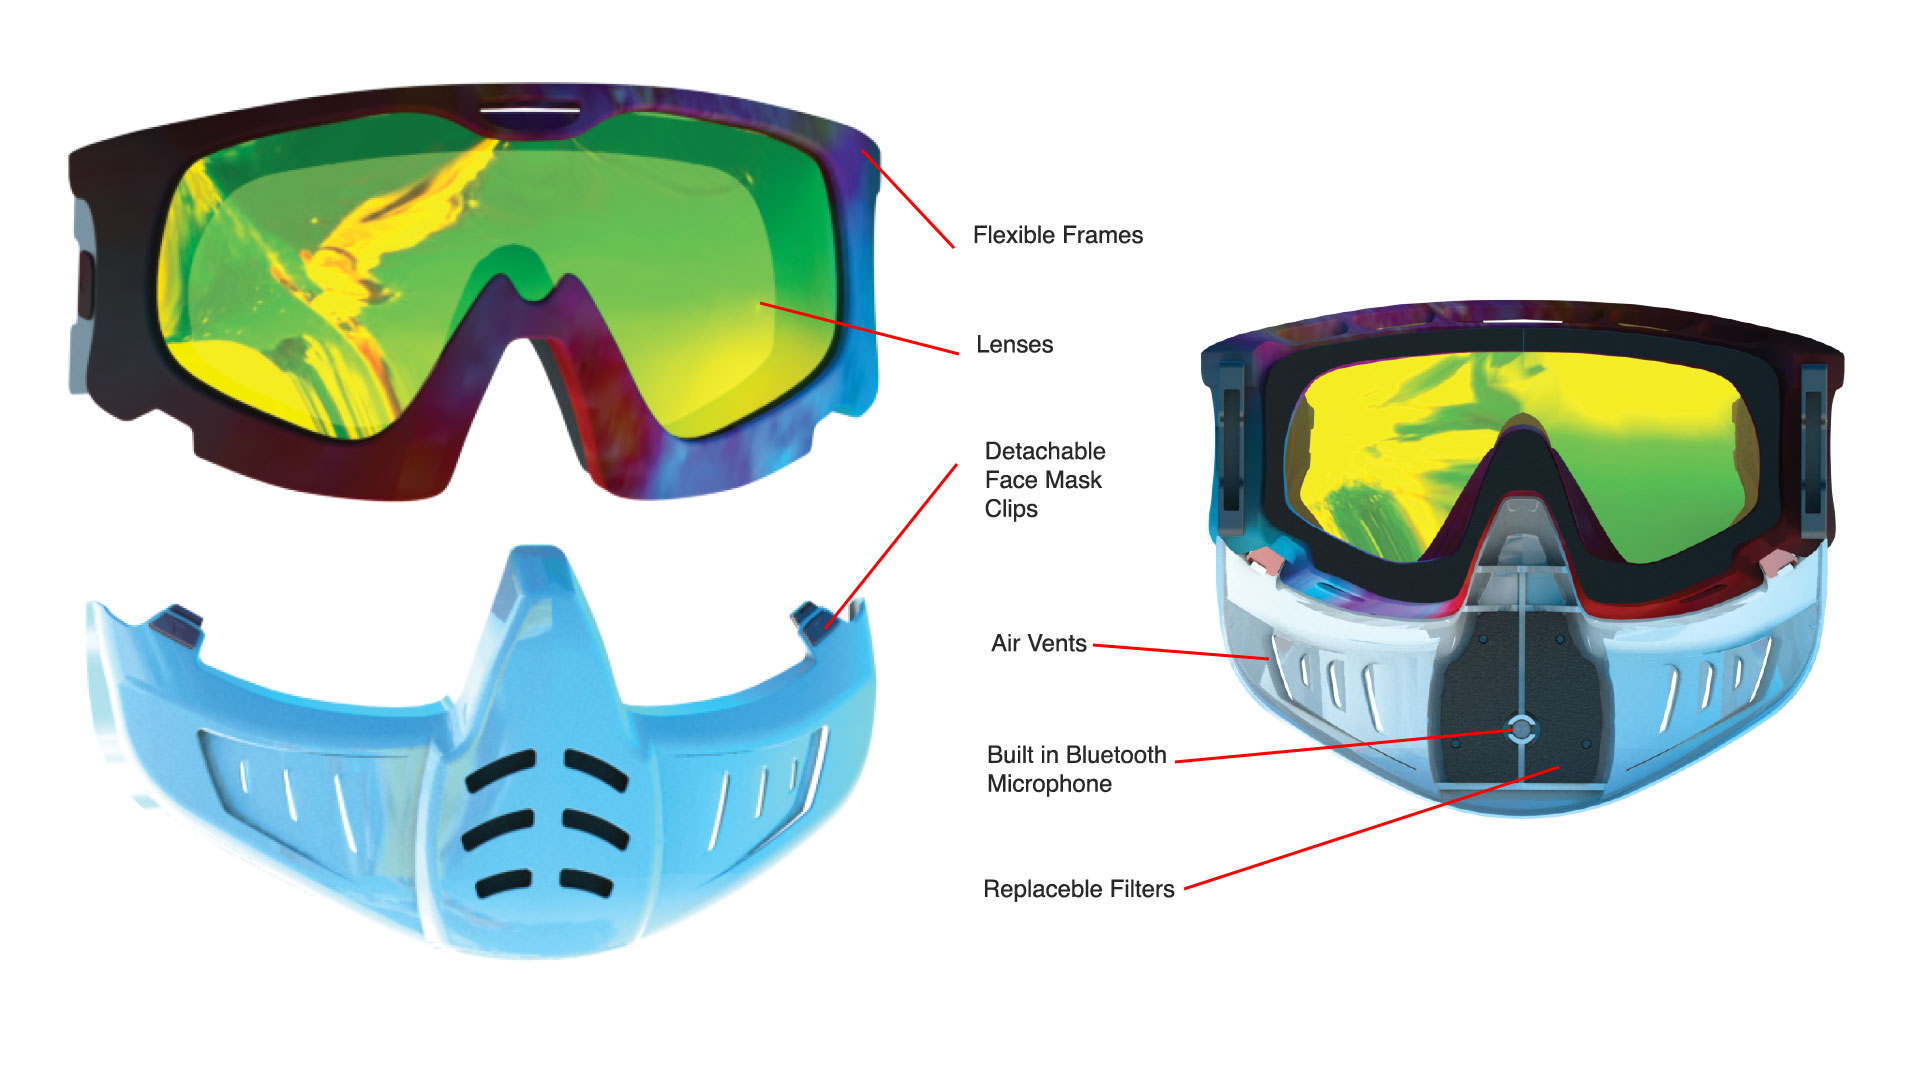 Flexible Frames
Lenses
Detachable
Face Mask
Clips
Air Vents
Built in Bluetooth
Microphone
Replaceble Filters